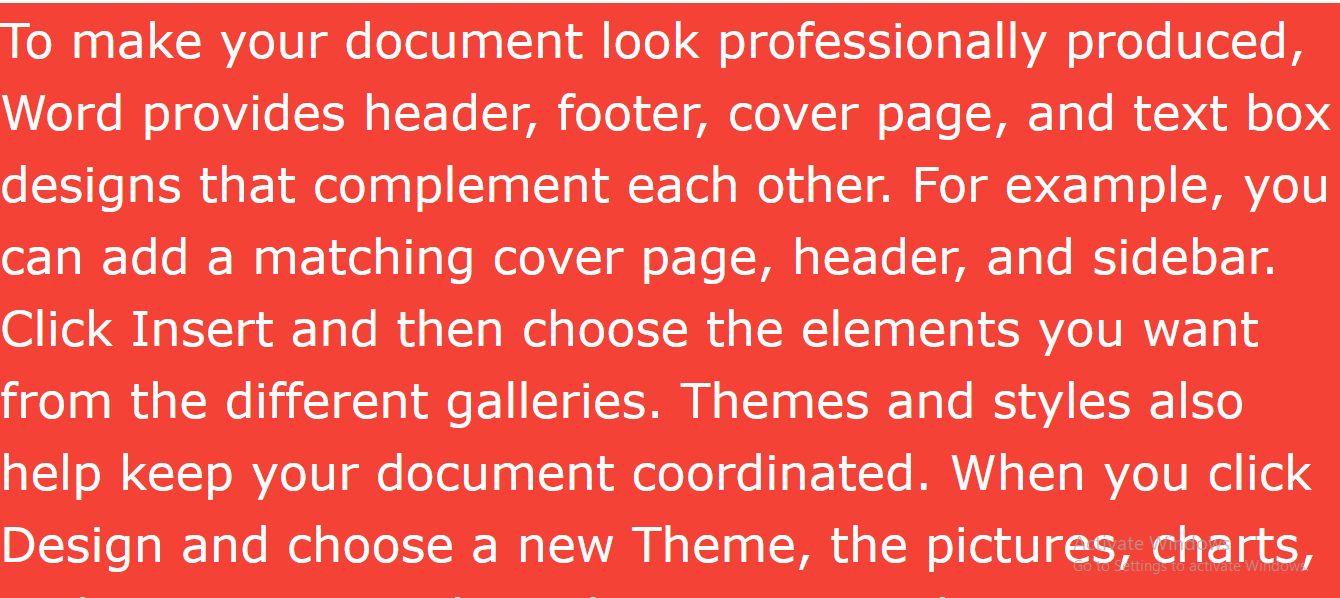 To make your document look professionally produced,
Word provides header, footer, cover page, and text box
designs that complement each other. For example, you
can add a matching cover page, header, and sidebar.
Click Insert and then choose the elements you want
from the different galleries. Themes and styles also
help keep your document coordinated. When you click
Design and choose a new Theme, the pictures, charts,
Activate Windows
Go to Settings to activate Windows.